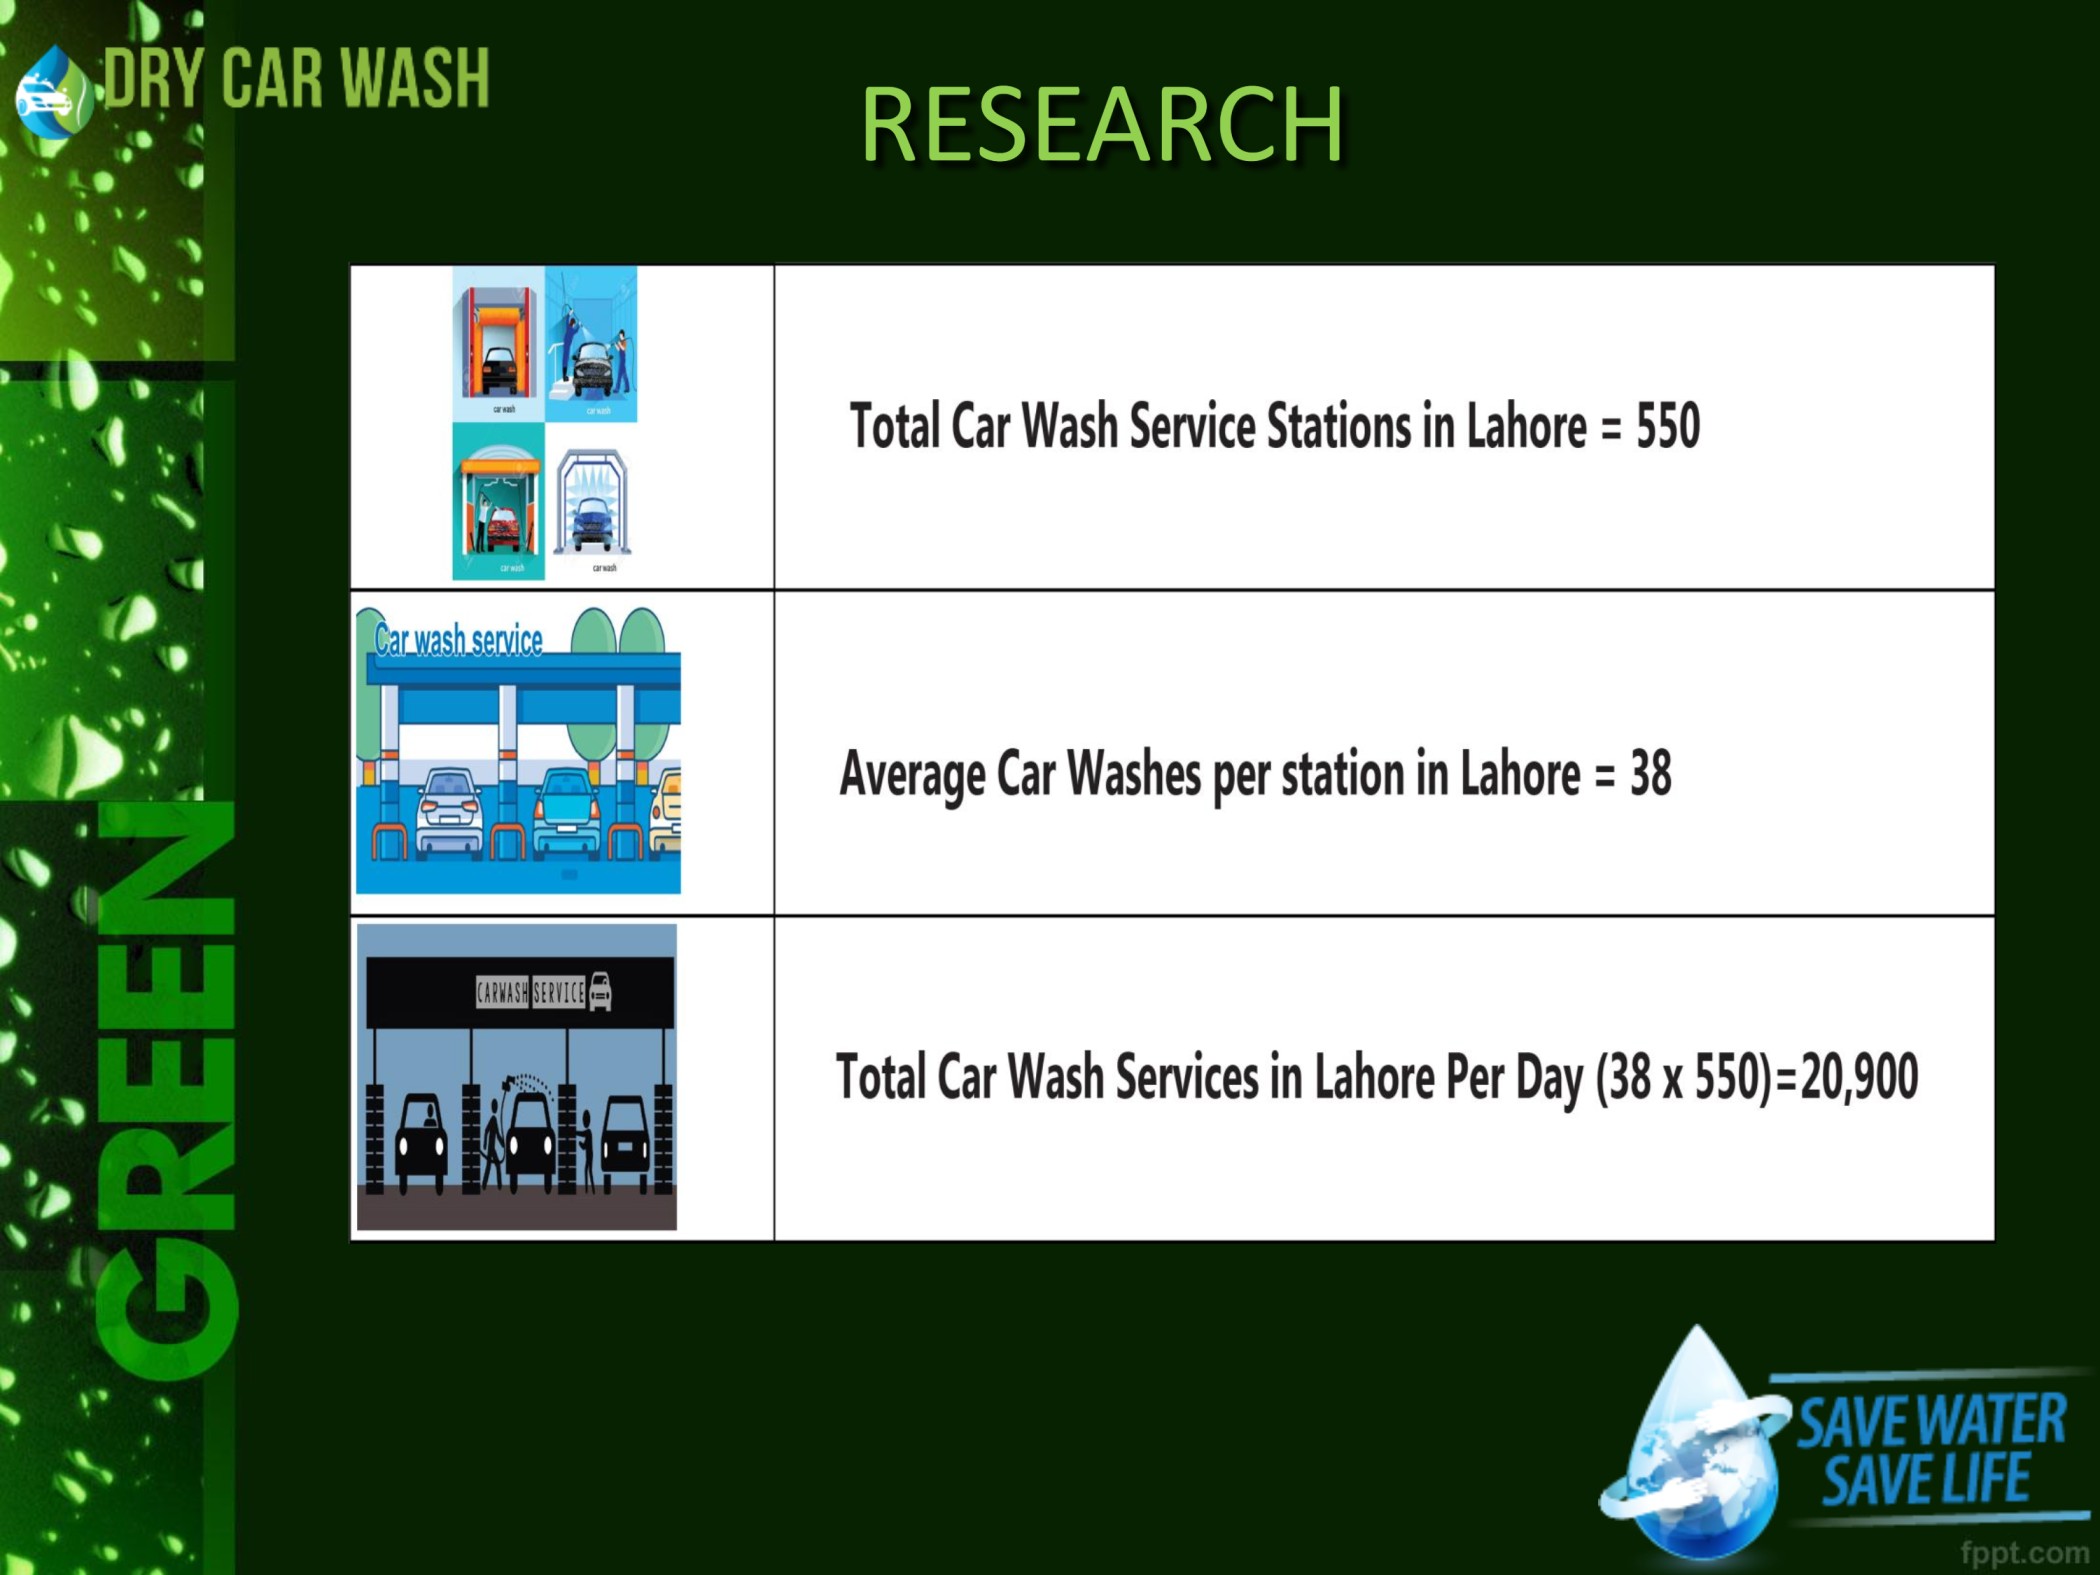 DRY CAR WASH
RESEARCH
car wash
car wash
car wash
car wash
Total Car Wash Service Stations in Lahore = 550
Car wash service
Average Car Washes per station in Lahore = 38
CARWASH SERVICE
Total Car Wash Services in Lahore Per Day (38 x 550)=20,900
GREEN
SAVE WATER
SAVE LIFE
fppt.com